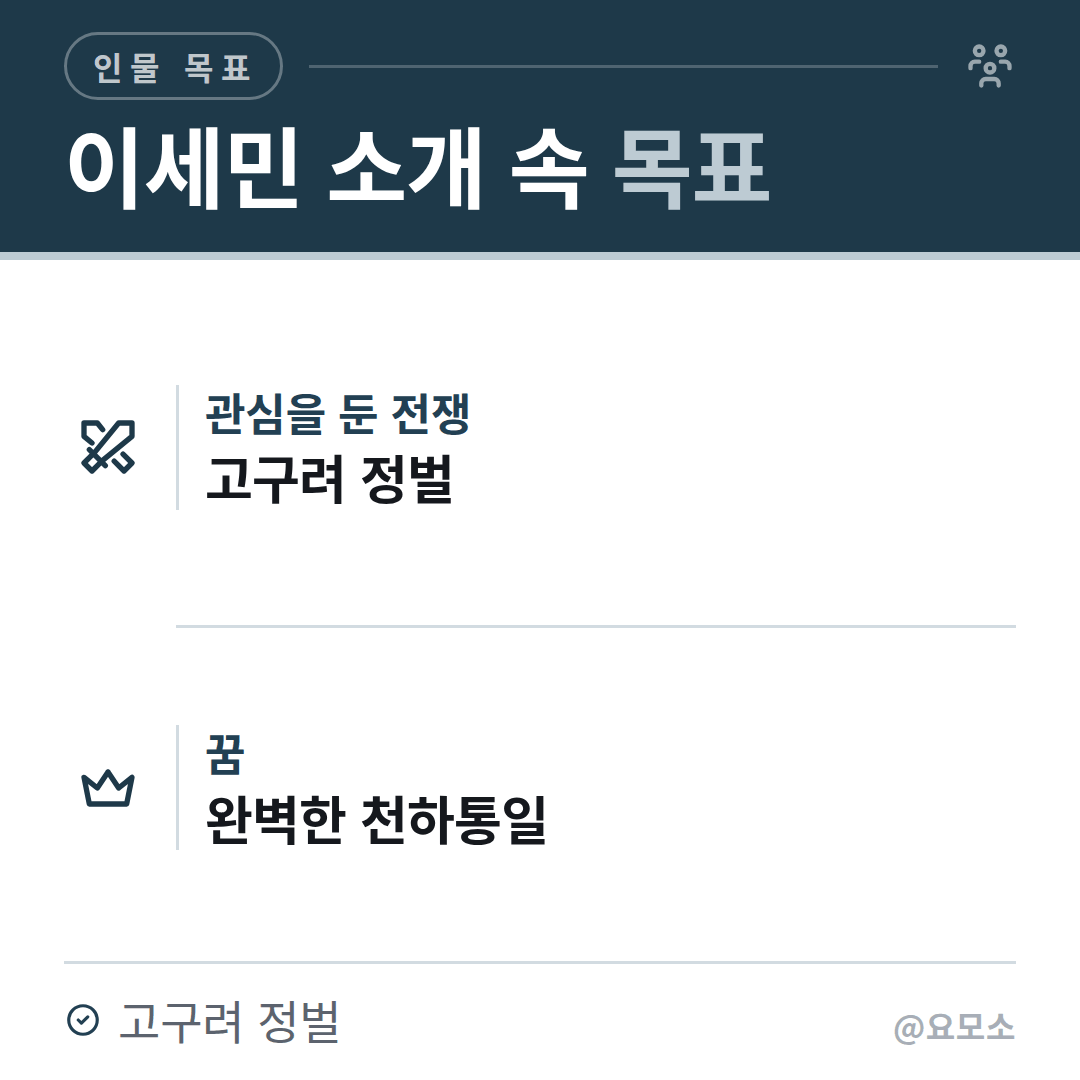 인물 목표
이세민 소개 속 목표
관심을 둔 전쟁
고구려 정벌
꿈
완벽한 천하통일
고구려 정벌
@요모소